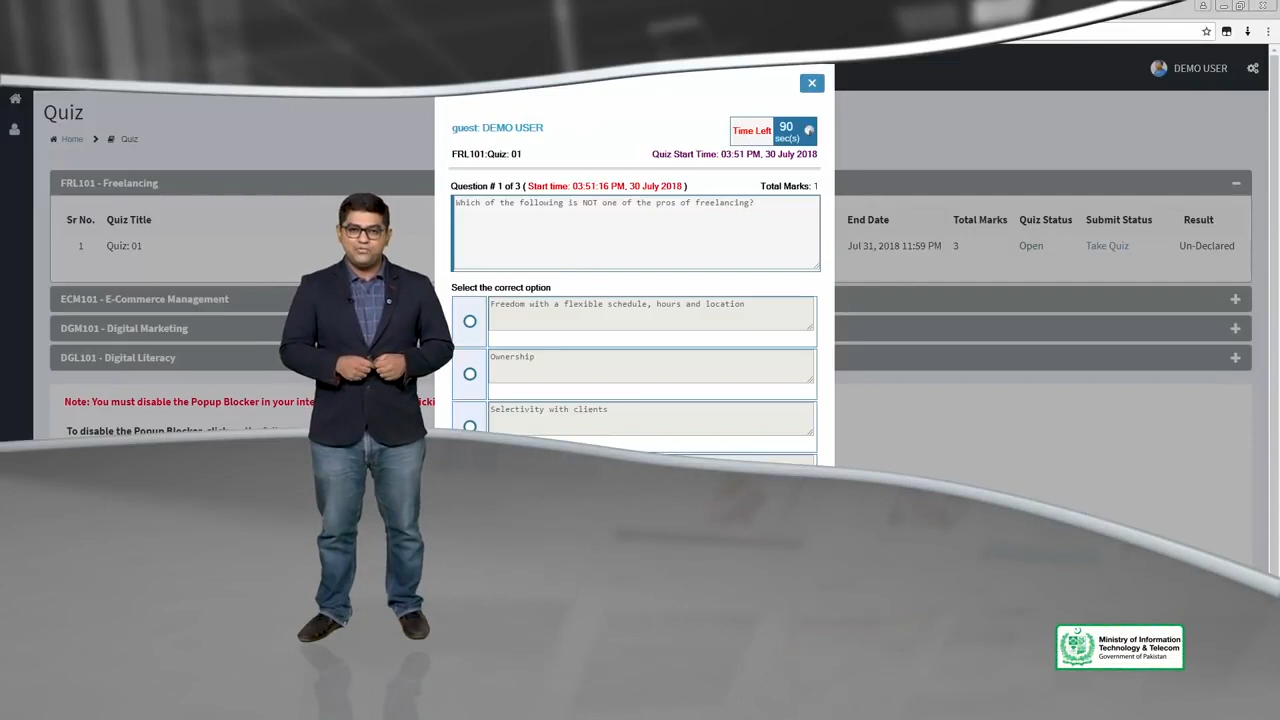 DEMO USER
Quiz
Home
Quiz
guest: DEMO USER
Time Left
90
sec(s)
FRL101:Quiz: 01
Quiz Start Time: 03:51 PM, 30 July 2018
FRL101 - Freelancing
Question # 1 of 3 ( Start time: 03:51:16 PM, 30 July 2018 )
Total Marks: 1
Which of the following is NOT one of the pros of freelancing?
Sr No.
Quiz Title
End Date
Total Marks
Quiz Status
Submit Status
Result
1
Quiz: 01
Jul 31, 2018 11:59 PM
3
Open
Take Quiz
Un-Declared
Select the correct option
Freedom with a flexible schedule, hours and location
Ownership
Selectivity with clients
ECM101 - E-Commerce Management
DGM101 - Digital Marketing
DGL101 - Digital Literacy
Note: You must disable the Popup Blocker in your
To disable the Popup Blocker,
Ministry of Information
Technology & Telecom
Government of Pakistan